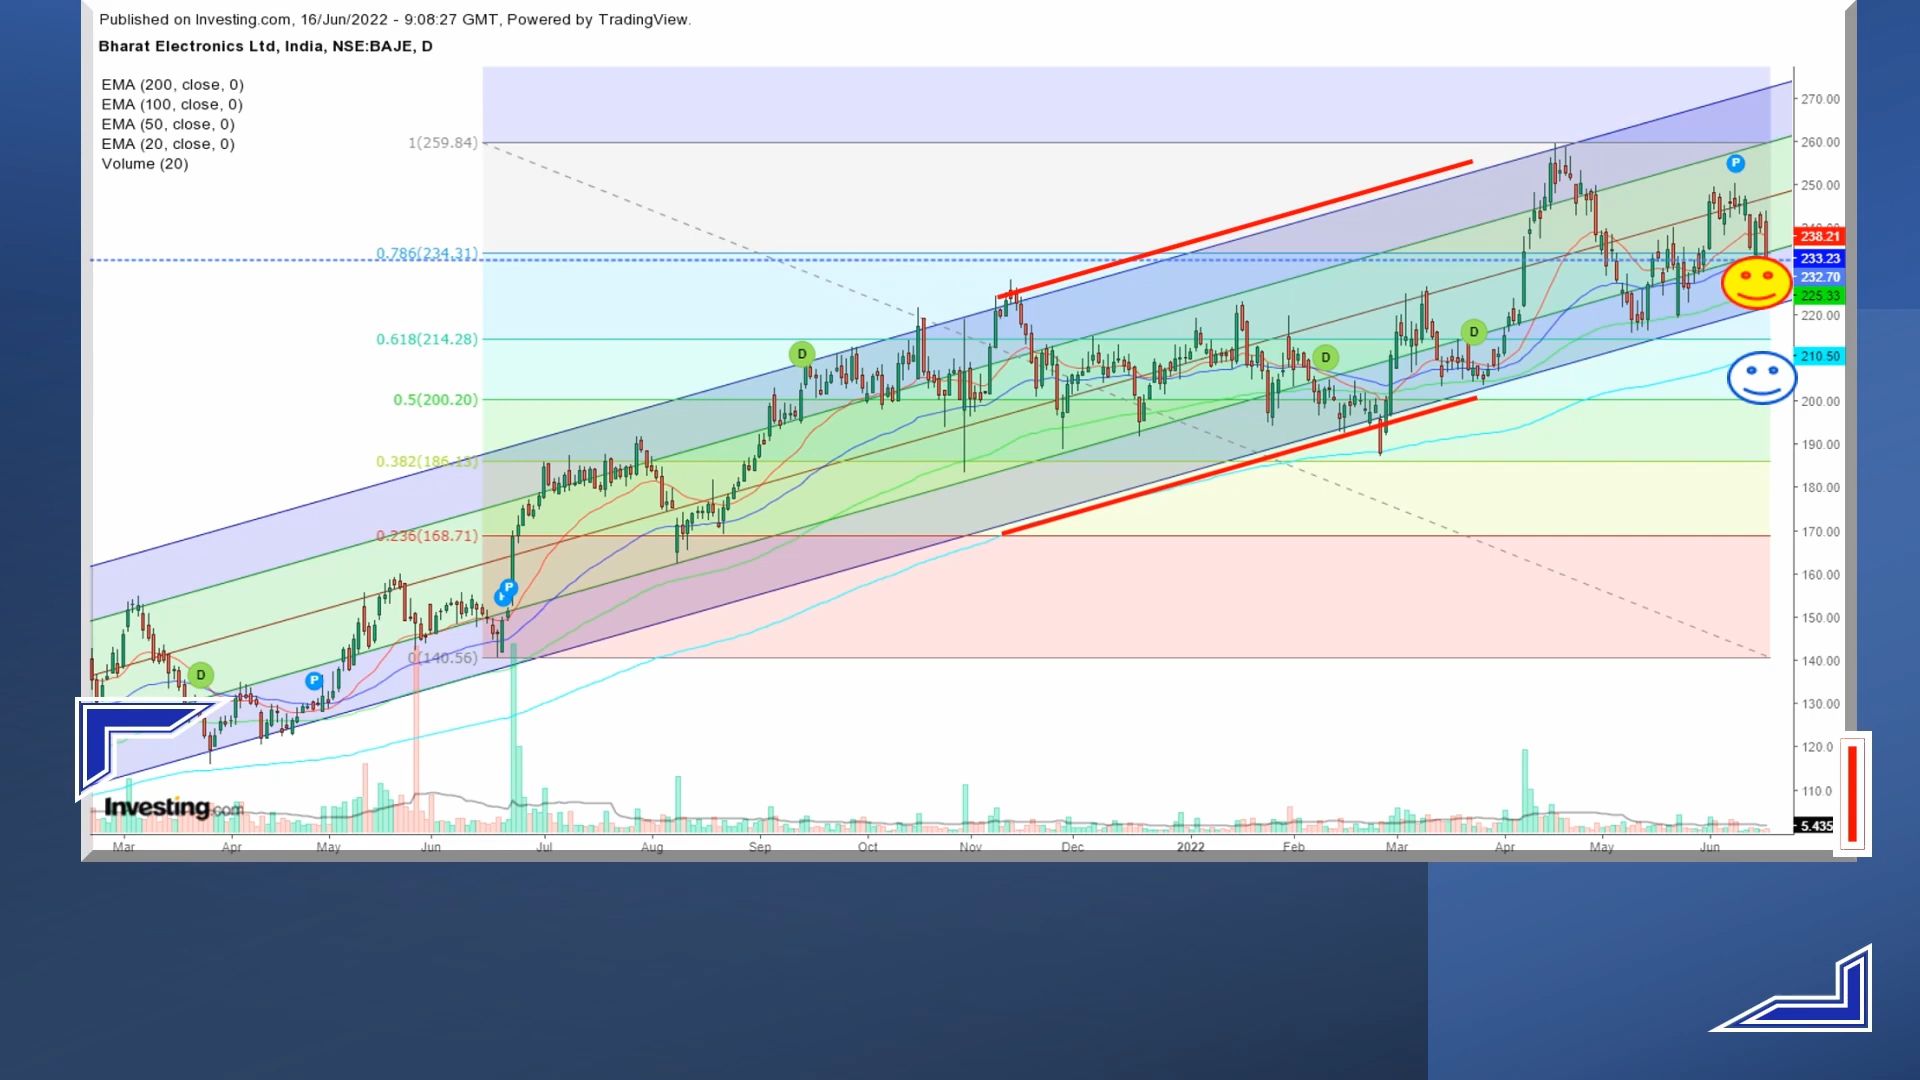 Published on Investing.com, 16/Jun/2022 - 9:08:27 GMT, Powered by TradingView.
Bharat Electronics Ltd, India, NSE:BAJE, D
EMA (200, close, 0)
EMA (100, close, 0)
EMA (50, close, 0)
EMA (20, close, 0)
Volume (20)
1(259.84)
0.786(234.31)
0.618(214.28)
0.5(200.20)
0.382(186.13)
0.236(168.71)
0(140.56)
270.00
260.00
250.00
238.21
233.23
232.70
225.33
220.00
210.50
200.00
190.00
180.00
170.00
160.00
150.00
140.00
130.00
120.0
110.0
5.435
P
D
D
D
P
D
P
Investing.com
Mar Apr May Jun Jul Aug Sep Oct Nov Dec 2022 Feb Mar Apr May Jun